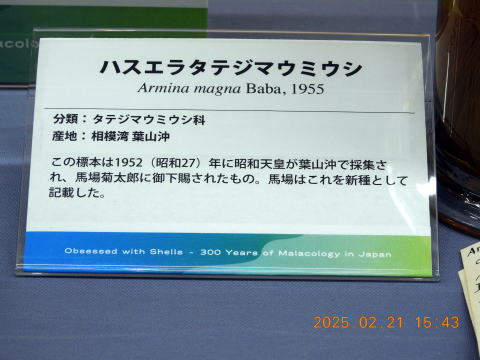 ハスエラタテジマウミウシ
Armina magna Baba, 1955
分類：タテジマウミウシ科
産地：相模湾 葉山沖
この標本は1952（昭和27）年に昭和天皇が葉山沖で採集さ
れ、馬場菊太郎に御下賜されたもの。馬場はこれを新種として
記載した。
Obsessed with Shells - 300 Years of Malacology in Japan
2025.02.21 15:43